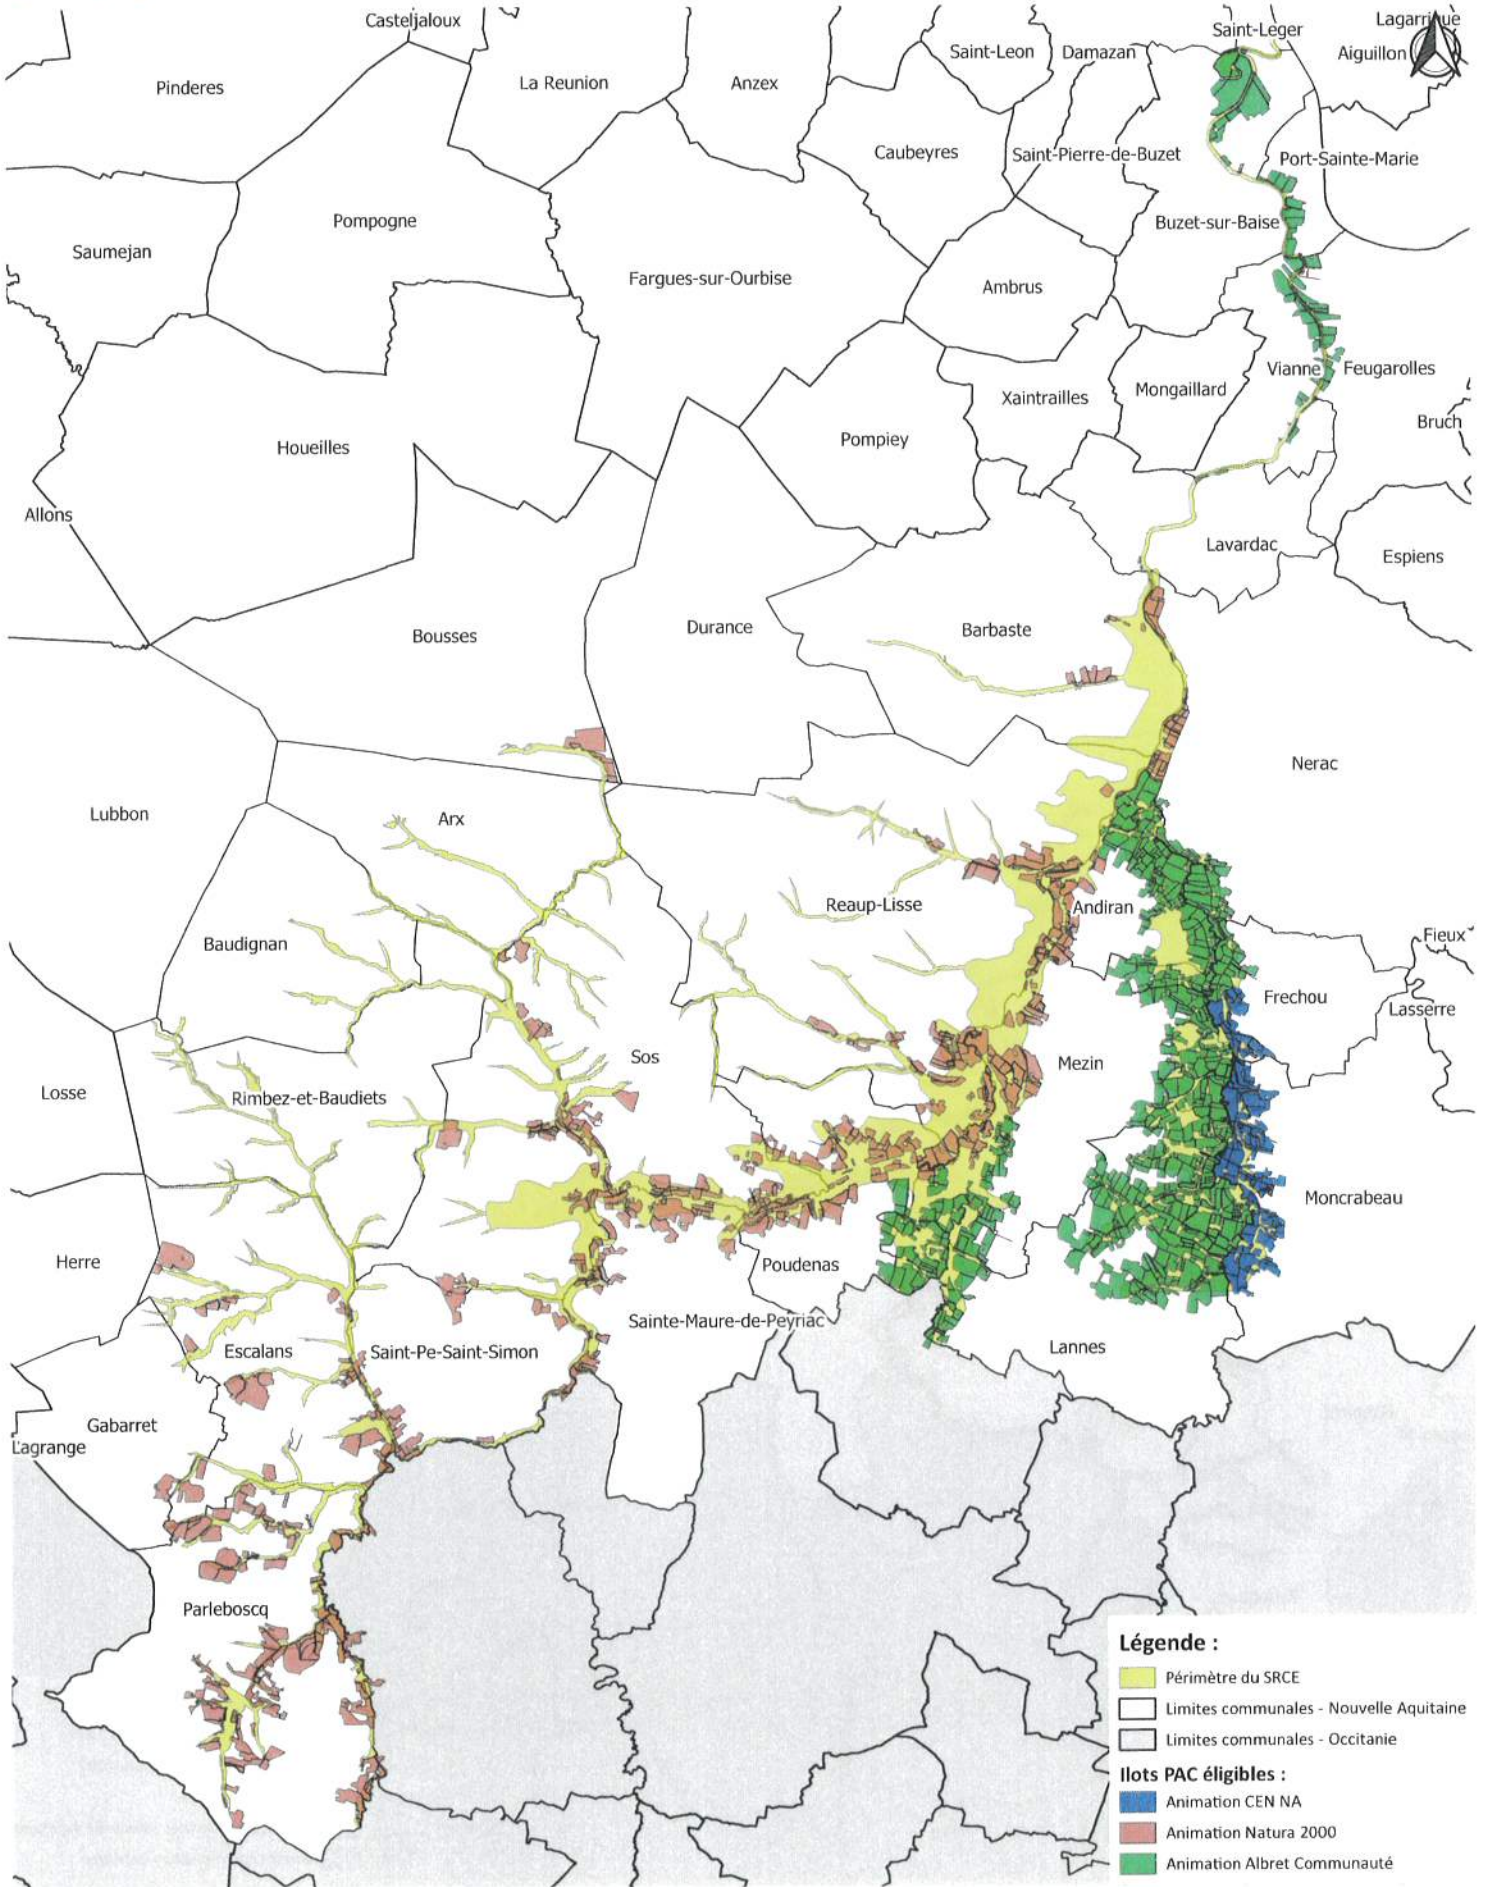 Casteljaloux
Saint-Leger
Lagarrigue
Saint-Leon
Damazan
Aiguillon
Pinderes
La Reunion
Anzex
Caubeyres
Saint-Pierre-de-Buzet
Port-Sainte-Marie
Pompogne
Buzet-sur-Baise
Saumejan
Fargues-sur-Ourbise
Ambrus
Vianne
Feugarolles
Xaintrailles
Mongaillard
Bruch
Houeilles
Pompiey
Allons
Lavardac
Espiens
Bousses
Durance
Barbaste
Nerac
Lubbon
Arx
Reaup-Lisse
Andiran
Baudignan
Fieux
Frechou
Lasserre
Sos
Mezin
Losse
Rimbez-et-Baudiets
Moncrabeau
Herre
Poudenas
Sainte-Maure-de-Peyriac
Escalans
Saint-Pe-Saint-Simon
Lannes
Gabarret
Lagrange
Parleboscq
Légende :
Périmètre du SRCE
Limites communales - Nouvelle Aquitaine
Limites communales - Occitanie
Ilots PAC éligibles :
Animation CEN NA
Animation Natura 2000
Animation Albret Communauté